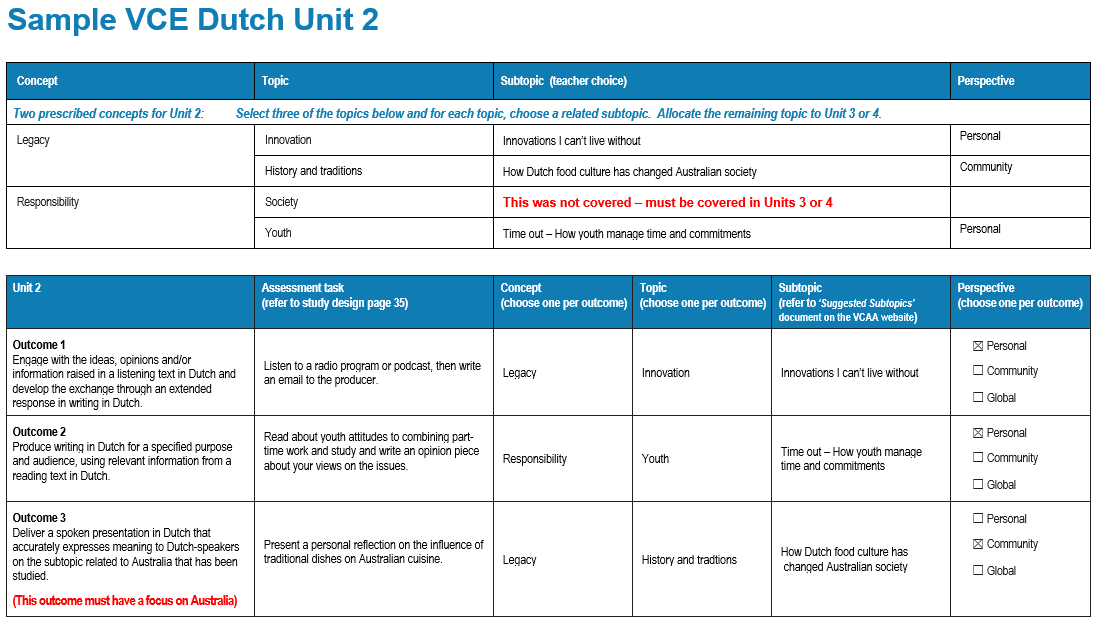 Sample VCE Dutch Unit 2
Concept Topic Subtopic (teacher choice) Perspective
Two prescribed concepts for Unit 2: Select three of the topics below and for each topic, choose a related subtopic. Allocate the remaining topic to Unit 3 or 4.
Legacy Innovation Innovations I can't live without Personal
History and traditions How Dutch food culture has changed Australian society Community
Responsibility Society This was not covered – must be covered in Units 3 or 4
Youth Time out – How youth manage time and commitments Personal
Unit 2
Assessment task
(refer to study design page 35)
Concept
(choose one per outcome)
Topic
(choose one per outcome)
Subtopic
(refer to 'Suggested Subtopics'
document on the VCAA website)
Perspective
(choose one per outcome)
Outcome 1
Engage with the ideas, opinions and/or
information raised in a listening text in Dutch and
develop the exchange through an extended
response in writing in Dutch.
Listen to a radio program or podcast, then write
an email to the producer.
Legacy
Innovation
Innovations I can't live without
☒ Personal
☐ Community
☐ Global
Outcome 2
Produce writing in Dutch for a specified purpose
and audience, using relevant information from a
reading text in Dutch.
Read about youth attitudes to combining part-
time work and study and write an opinion piece
about your views on the issues.
Responsibility
Youth
Time out – How youth manage
time and commitments
☒ Personal
☐ Community
☐ Global
Outcome 3
Deliver a spoken presentation in Dutch that
accurately expresses meaning to Dutch-speakers
on the subtopic related to Australia that has been
studied.
(This outcome must have a focus on Australia)
Present a personal reflection on the influence of
traditional dishes on Australian cuisine.
Legacy
History and tradtions
How Dutch food culture has
changed Australian society
☐ Personal
☒ Community
☐ Global